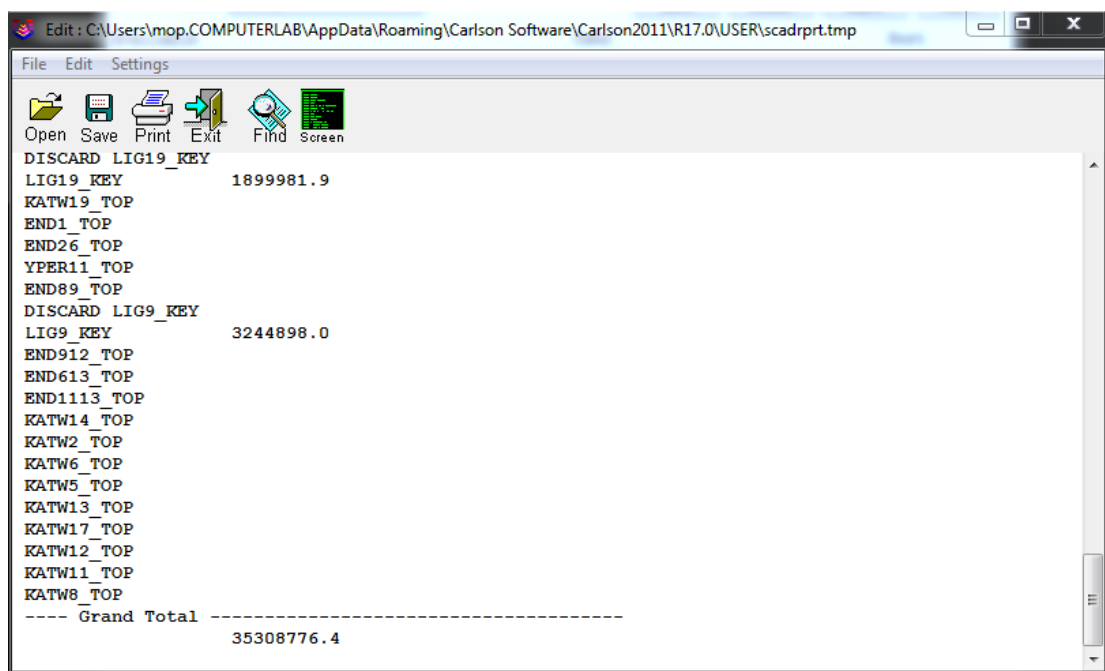 Edit : C:\Users\mop.COMPUTERLAB\AppData\Roaming\Carlson Software\Carlson2011\R17.0\USER\scadrprt.tmp
File Edit Settings
Open Save Print Exit Find Screen
DISCARD LIG19_KEY
LIG19_KEY 1899981.9
KATW19_TOP
END1_TOP
END26_TOP
YPER11_TOP
END89_TOP
DISCARD LIG9_KEY
LIG9_KEY 3244898.0
END912_TOP
END613_TOP
END1113_TOP
KATW14_TOP
KATW2_TOP
KATW6_TOP
KATW5_TOP
KATW13_TOP
KATW17_TOP
KATW12_TOP
KATW11_TOP
KATW8_TOP
---- Grand Total --------------------------------------
35308776.4